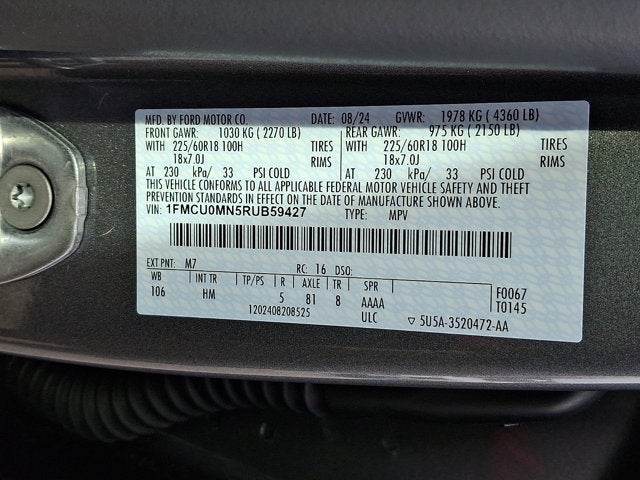 MFD. BY FORD MOTOR CO. DATE: 08/24 GVWR: 1978 KG ( 4360 LB)
FRONT GAWR: 1030 KG ( 2270 LB) REAR GAWR: 975 KG ( 2150 LB)
WITH 225/60R18 100H TIRES WITH 225/60R18 100H TIRES
18x7.0J RIMS 18x7.0J RIMS
AT 230 kPa/ 33 PSI COLD AT 230 kPa/ 33 PSI COLD
THIS VEHICLE CONFORMS TO ALL APPLICABLE FEDERAL MOTOR VEHICLE SAFETY AND THEFT
PREVENTION STANDARDS IN EFFECT ON THE DATE OF MANUFACTURE SHOWN ABOVE.
VIN: 1FMCU0MN5RUB59427 TYPE: MPV
EXT PNT: M7 RC: 16 DSO:
WB INT TR TP/PS R AXLE TR SPR F0067
106 HM 5 81 8 AAAA T0145
1202408208525 ULC ▽ 5U5A-3520472-AA